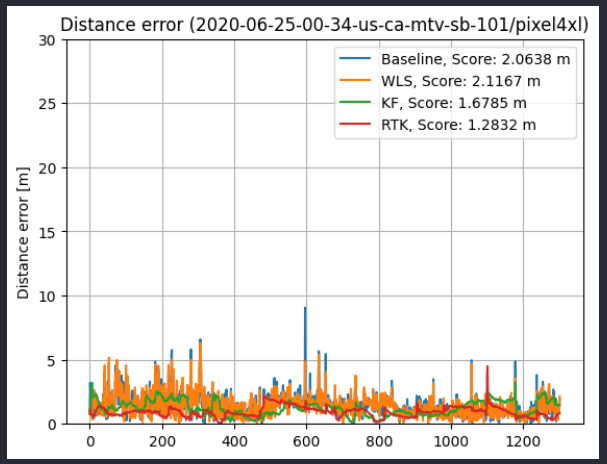 Distance error (2020-06-25-00-34-us-ca-mtv-sb-101/pixel4xl)
Baseline, Score: 2.0638 m
WLS, Score: 2.1167 m
KF, Score: 1.6785 m
RTK, Score: 1.2832 m
Distance error [m]
30
25
20
15
10
5
0
0 200 400 600 800 1000 1200